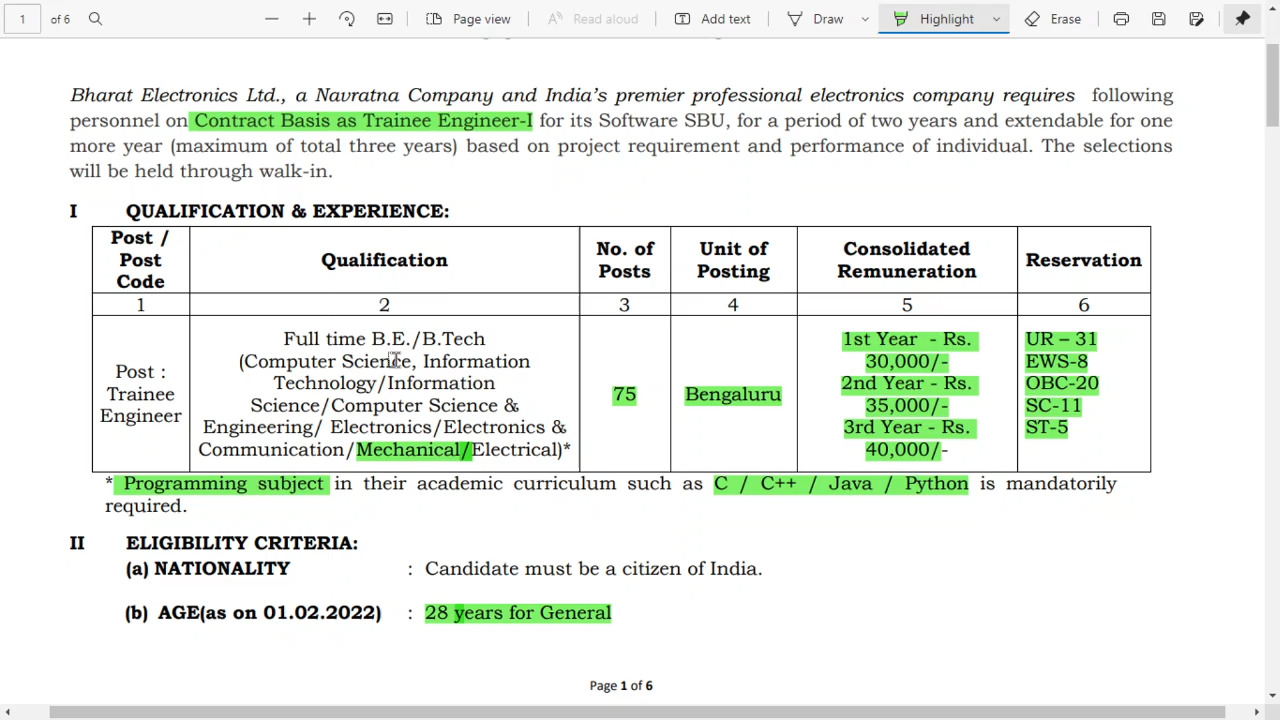 1 of 6 Page view Read aloud Add text Draw Highlight Erase
Bharat Electronics Ltd., a Navratna Company and India's premier professional electronics company requires following
personnel on Contract Basis as Trainee Engineer-I for its Software SBU, for a period of two years and extendable for one
more year (maximum of total three years) based on project requirement and performance of individual. The selections
will be held through walk-in.
I QUALIFICATION & EXPERIENCE:
Post /
Post
Code
Qualification
No. of
Posts
Unit of
Posting
Consolidated
Remuneration
Reservation
1 2 3 4 5 6
Post :
Trainee
Engineer
Full time B.E./B.Tech
(Computer Science, Information
Technology/Information
Science/Computer Science &
Engineering/ Electronics/Electronics &
Communication/Mechanical/Electrical)*
75
Bengaluru
1st Year - Rs.
30,000/-
2nd Year - Rs.
35,000/-
3rd Year - Rs.
40,000/-
UR – 31
EWS-8
OBC-20
SC-11
ST-5
* Programming subject in their academic curriculum such as C / C++ / Java / Python is mandatorily
required.
II ELIGIBILITY CRITERIA:
(a) NATIONALITY : Candidate must be a citizen of India.
(b) AGE(as on 01.02.2022) : 28 years for General
Page 1 of 6